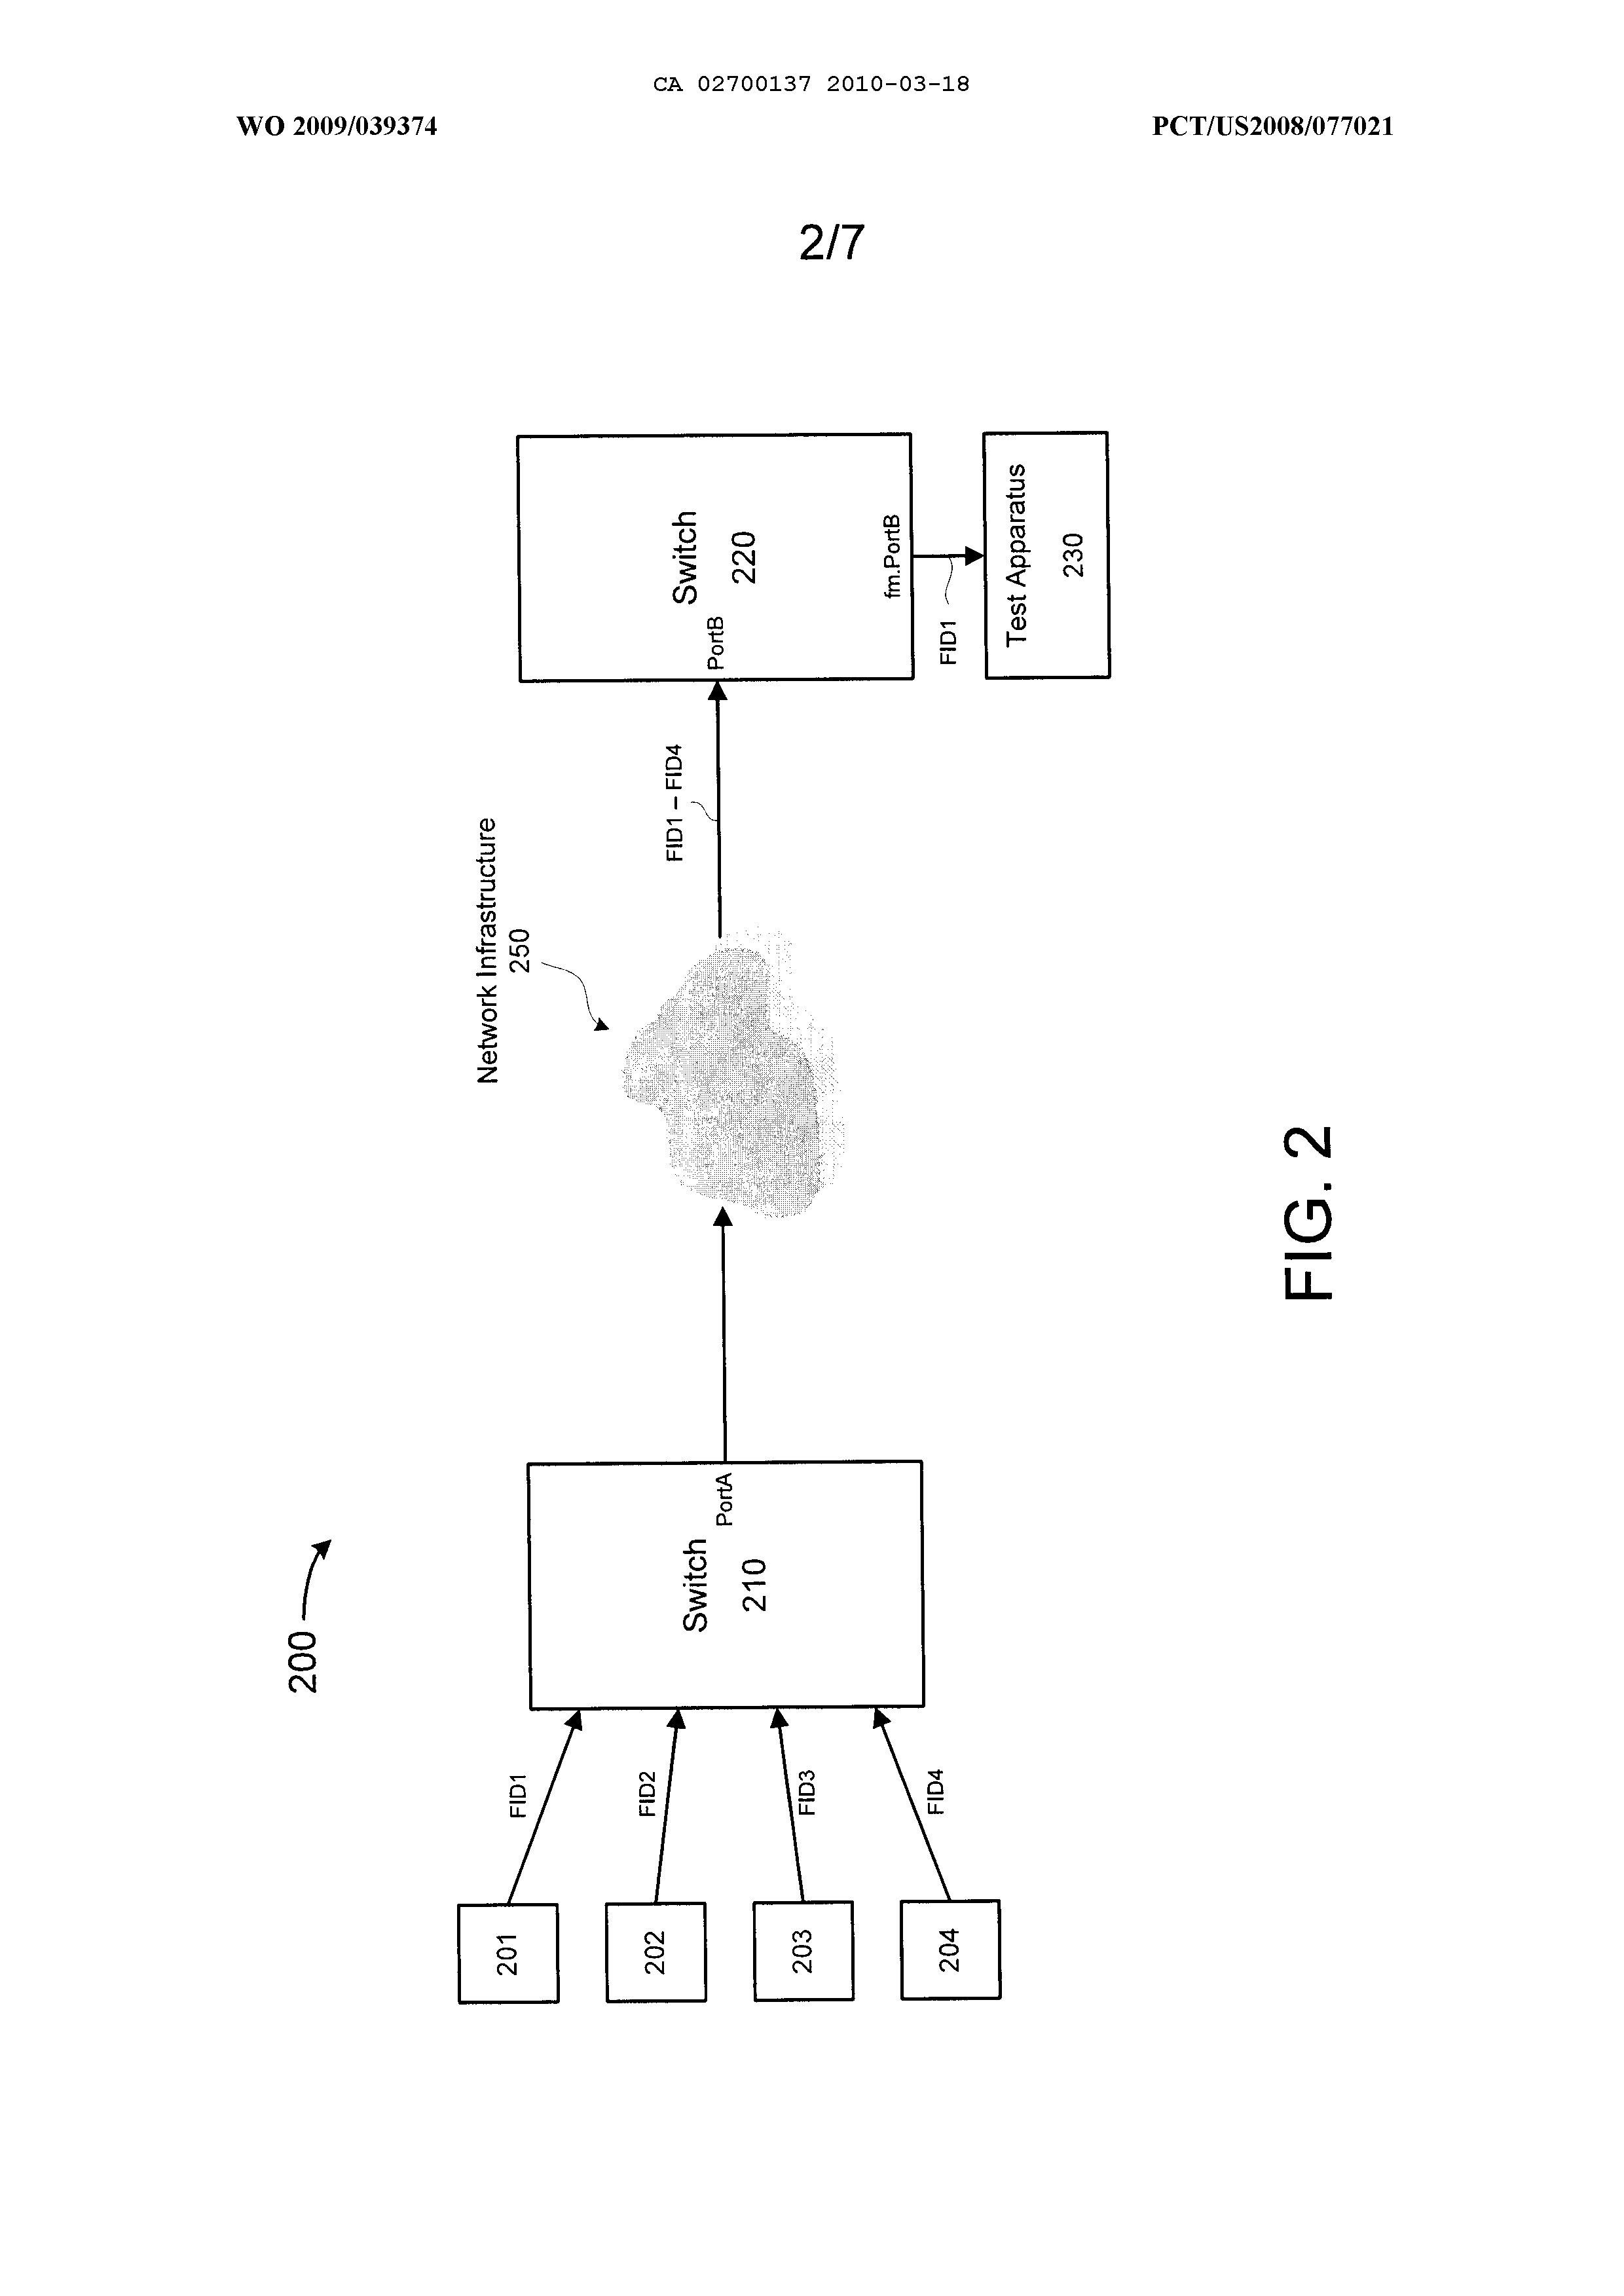 CA 02700137 2010-03-18
WO 2009/039374
PCT/US2008/077021
2/7
200
201
202
203
204
FID1
FID2
FID3
FID4
Switch
210
PortA
Network Infrastructure
250
FID1 – FID4
PortB
Switch
220
fm.PortB
FID1
Test Apparatus
230
FIG. 2